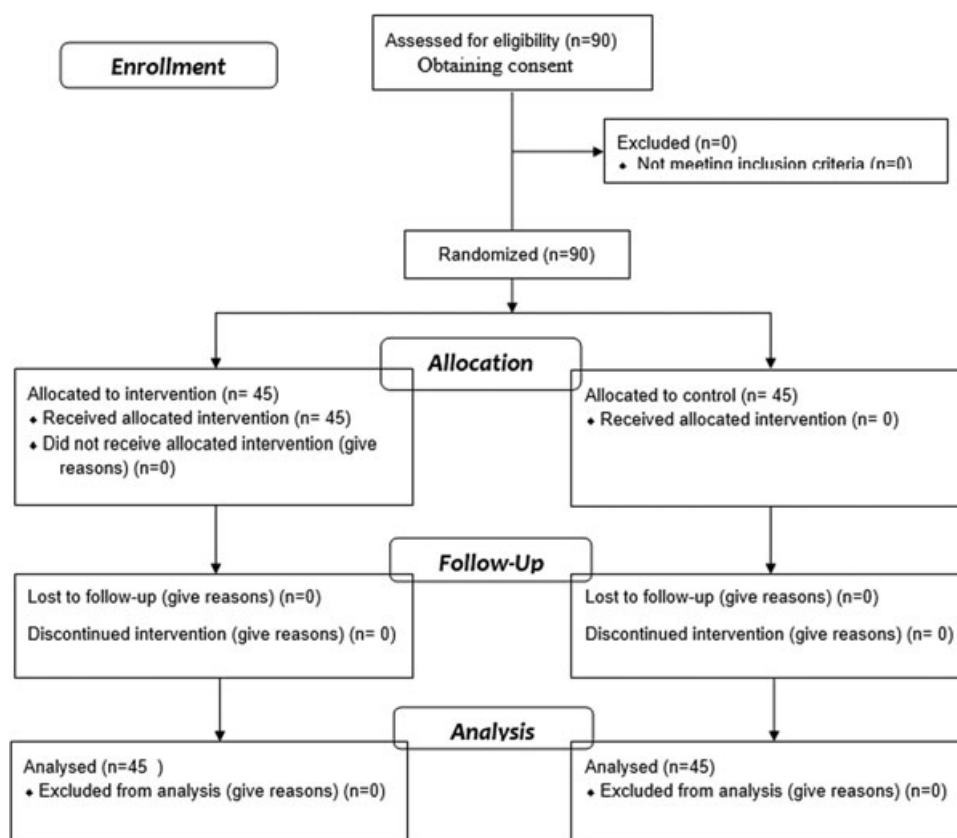 Enrollment
Assessed for eligibility (n=90)
Obtaining consent
Excluded (n=0)
⬥ Not meeting inclusion criteria (n=0)
Randomized (n=90)
Allocation
Allocated to intervention (n= 45)
⬥ Received allocated intervention (n= 45)
⬥ Did not receive allocated intervention (give
reasons) (n=0)
Allocated to control (n= 45)
⬥ Received allocated intervention (n= 0)
Follow-Up
Lost to follow-up (give reasons) (n=0)
Discontinued intervention (give reasons) (n= 0)
Lost to follow-up (give reasons) (n=0)
Discontinued intervention (give reasons) (n= 0)
Analysis
Analysed (n=45 )
⬥ Excluded from analysis (give reasons) (n=0)
Analysed (n=45)
⬥ Excluded from analysis (give reasons) (n=0)